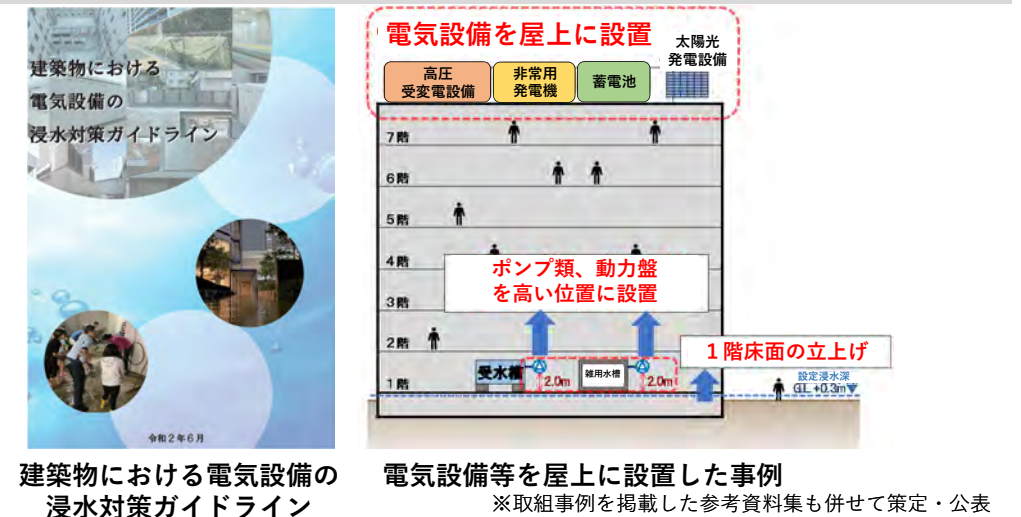 建築物における
電気設備の
浸水対策ガイドライン
令和2年6月
建築物における電気設備の
浸水対策ガイドライン
電気設備を屋上に設置
高圧
受変電設備
非常用
発電機
蓄電池
太陽光
発電設備
7階
6階
5階
4階
3階
2階
1階
ポンプ類、動力盤
を高い位置に設置
1階床面の立上げ
受水槽
2.0m
雑用水槽
2.0m
設定浸水深
GL +0.3m▼
電気設備等を屋上に設置した事例
※取組事例を掲載した参考資料集も併せて策定・公表